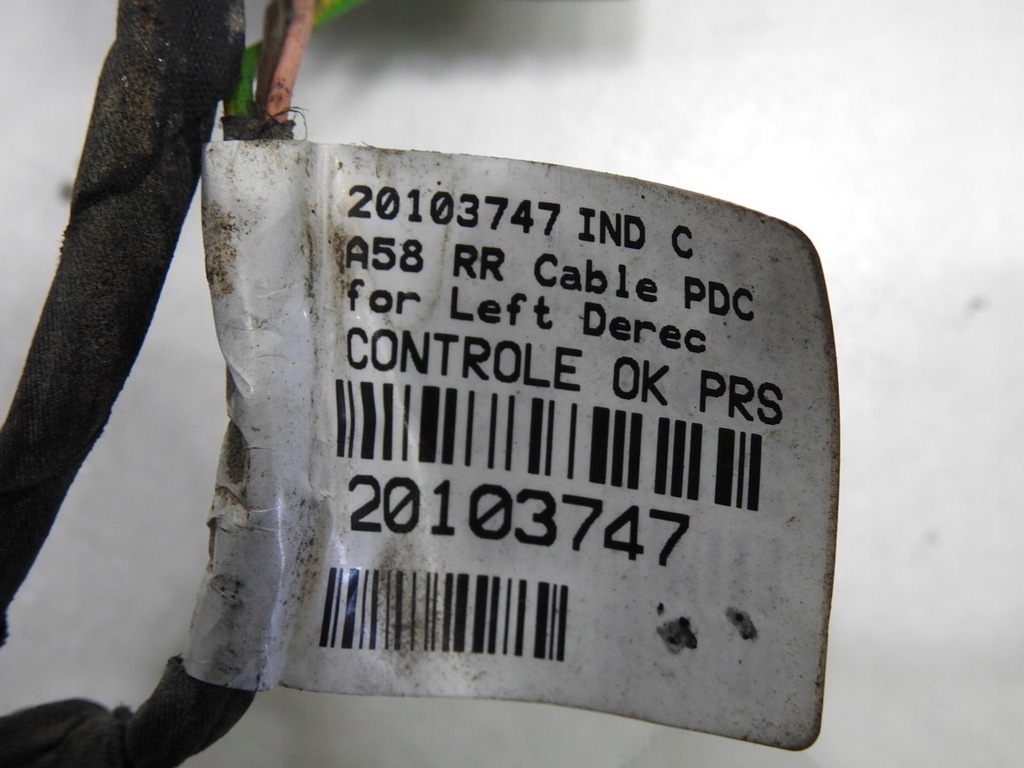 20103747 IND C
A58 RR Cable PDC
for Left Derec
CONTROLE OK PRS
20103747